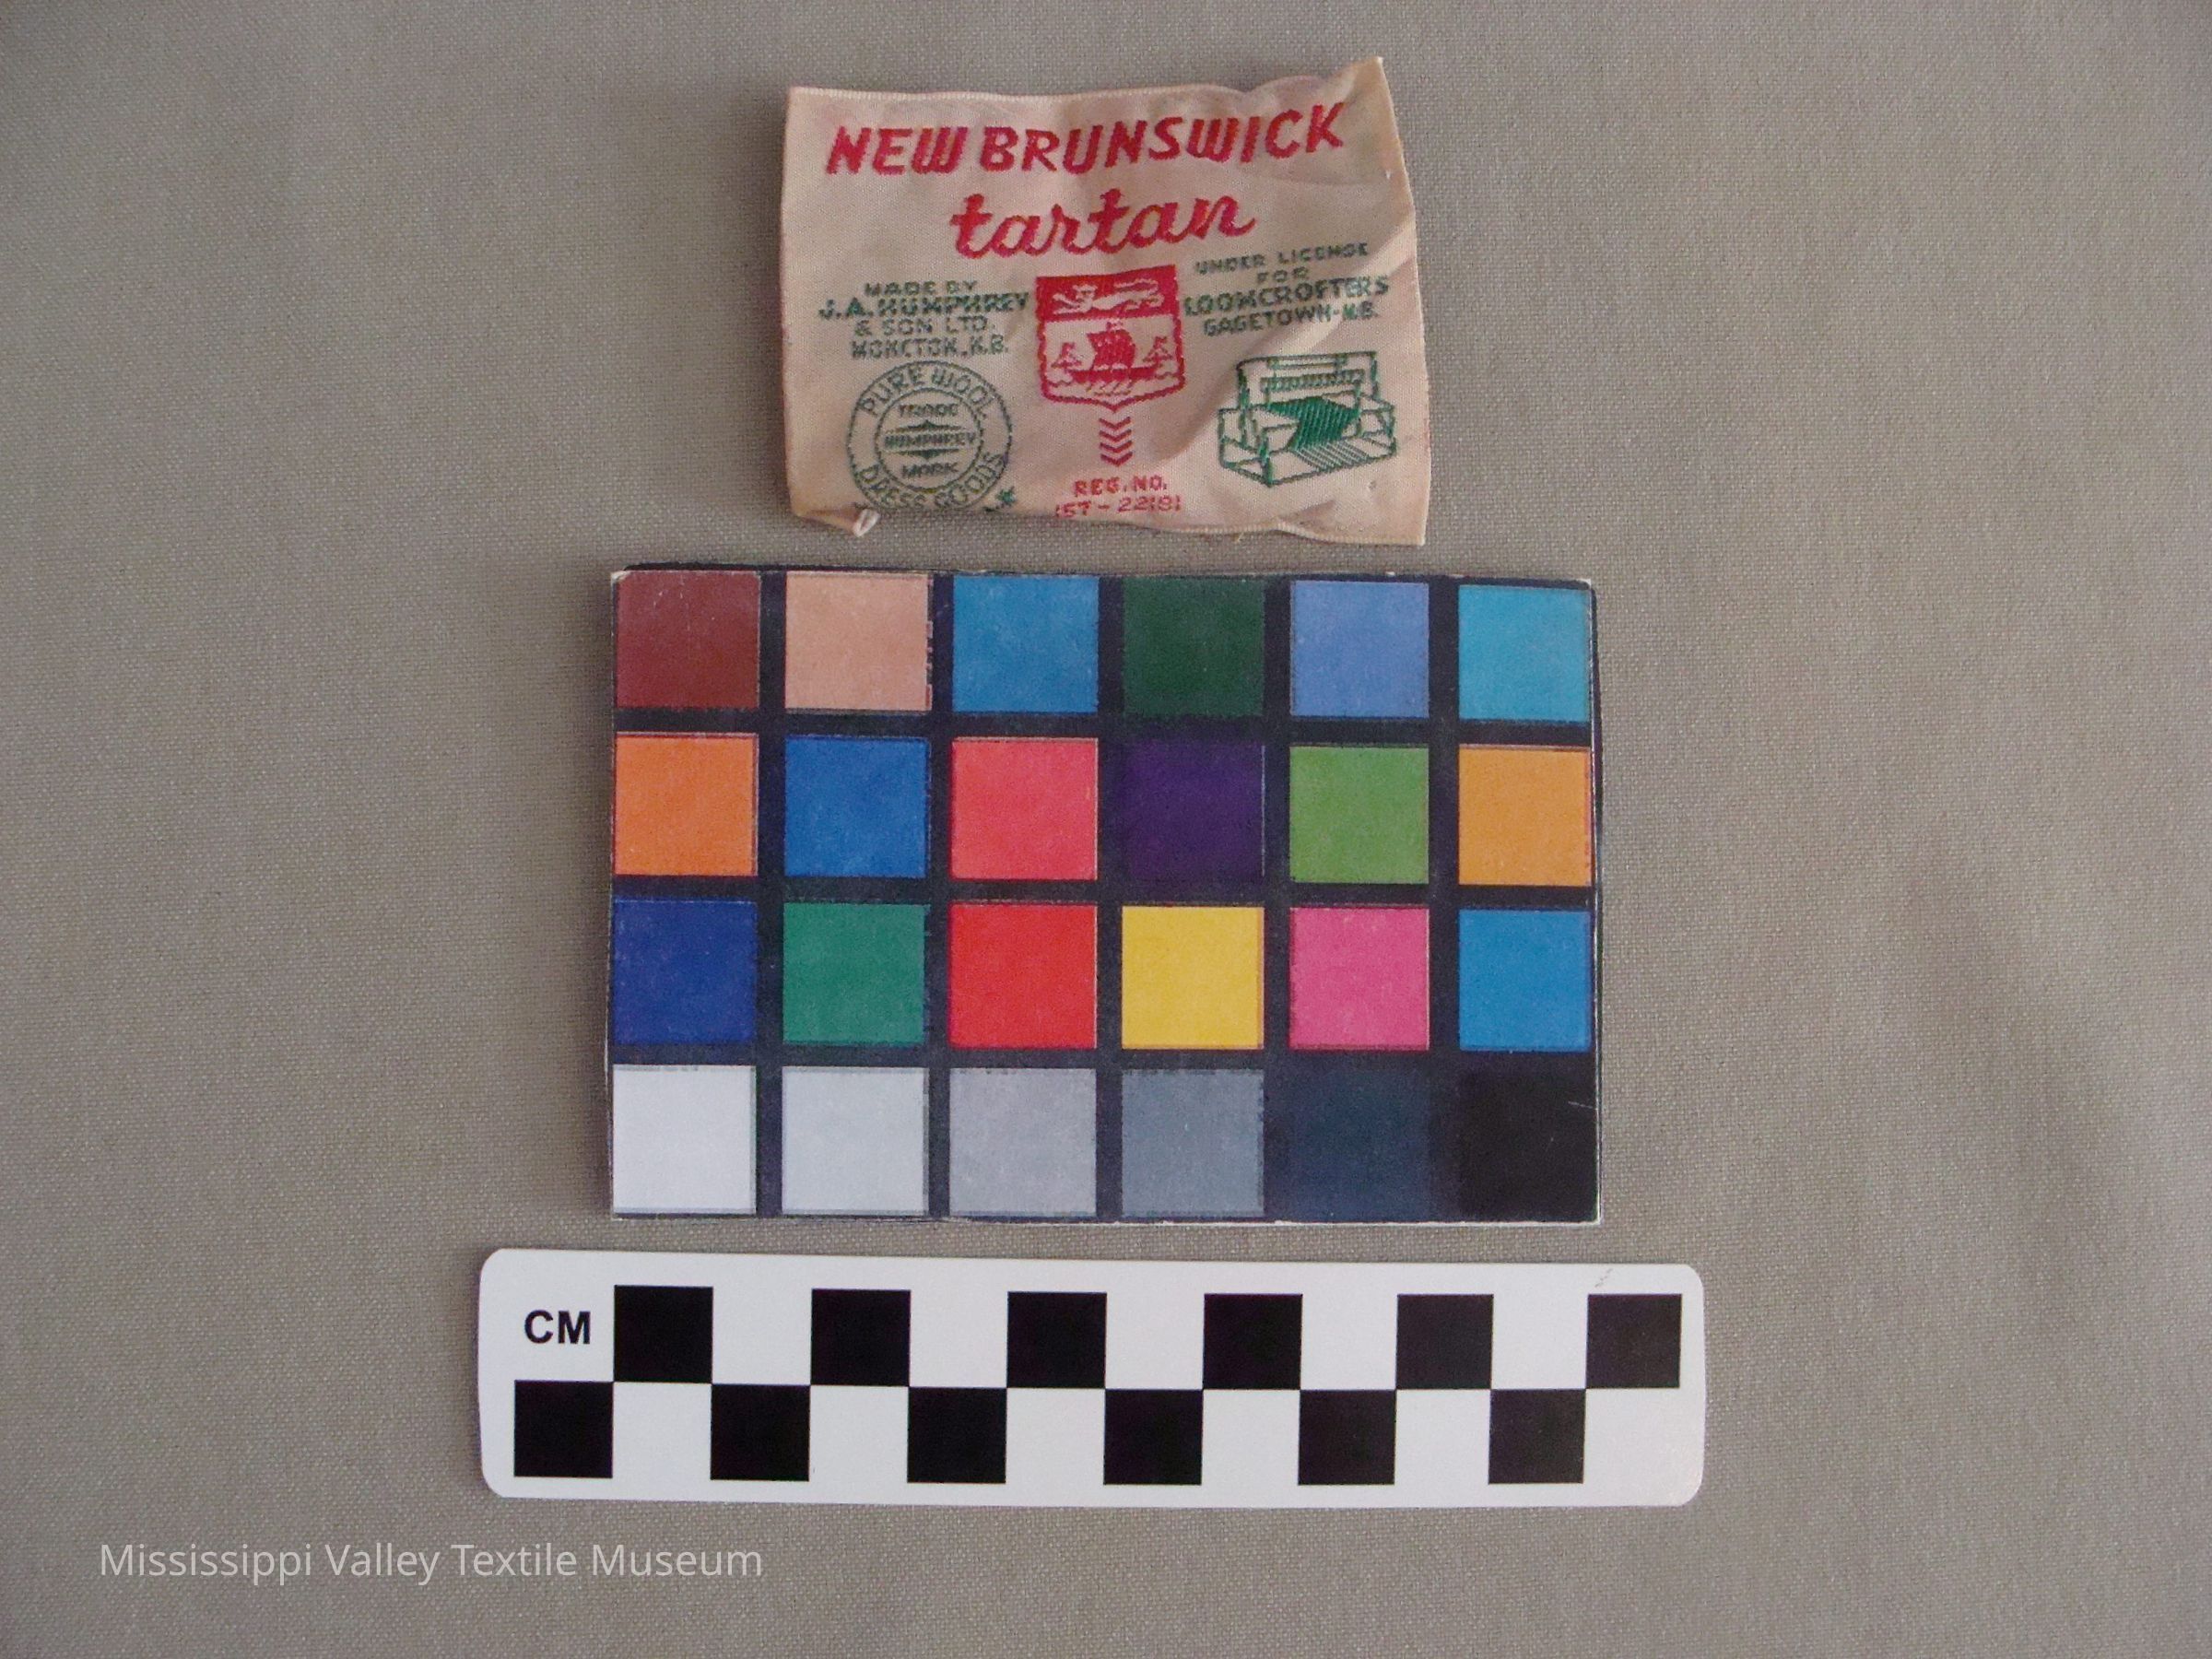 NEW BRUNSWICK
tartan
MADE BY
J.A. HUMPHREY
& SON LTD.
MONCTON, N.B.
UNDER LICENSE
FOR
LOOMCROFTERS
GAGETOWN-N.B.
PURE WOOL
TRADE
HUMPHREY
MARK
DRESS GOODS
REG. NO.
CM
Mississippi Valley Textile Museum